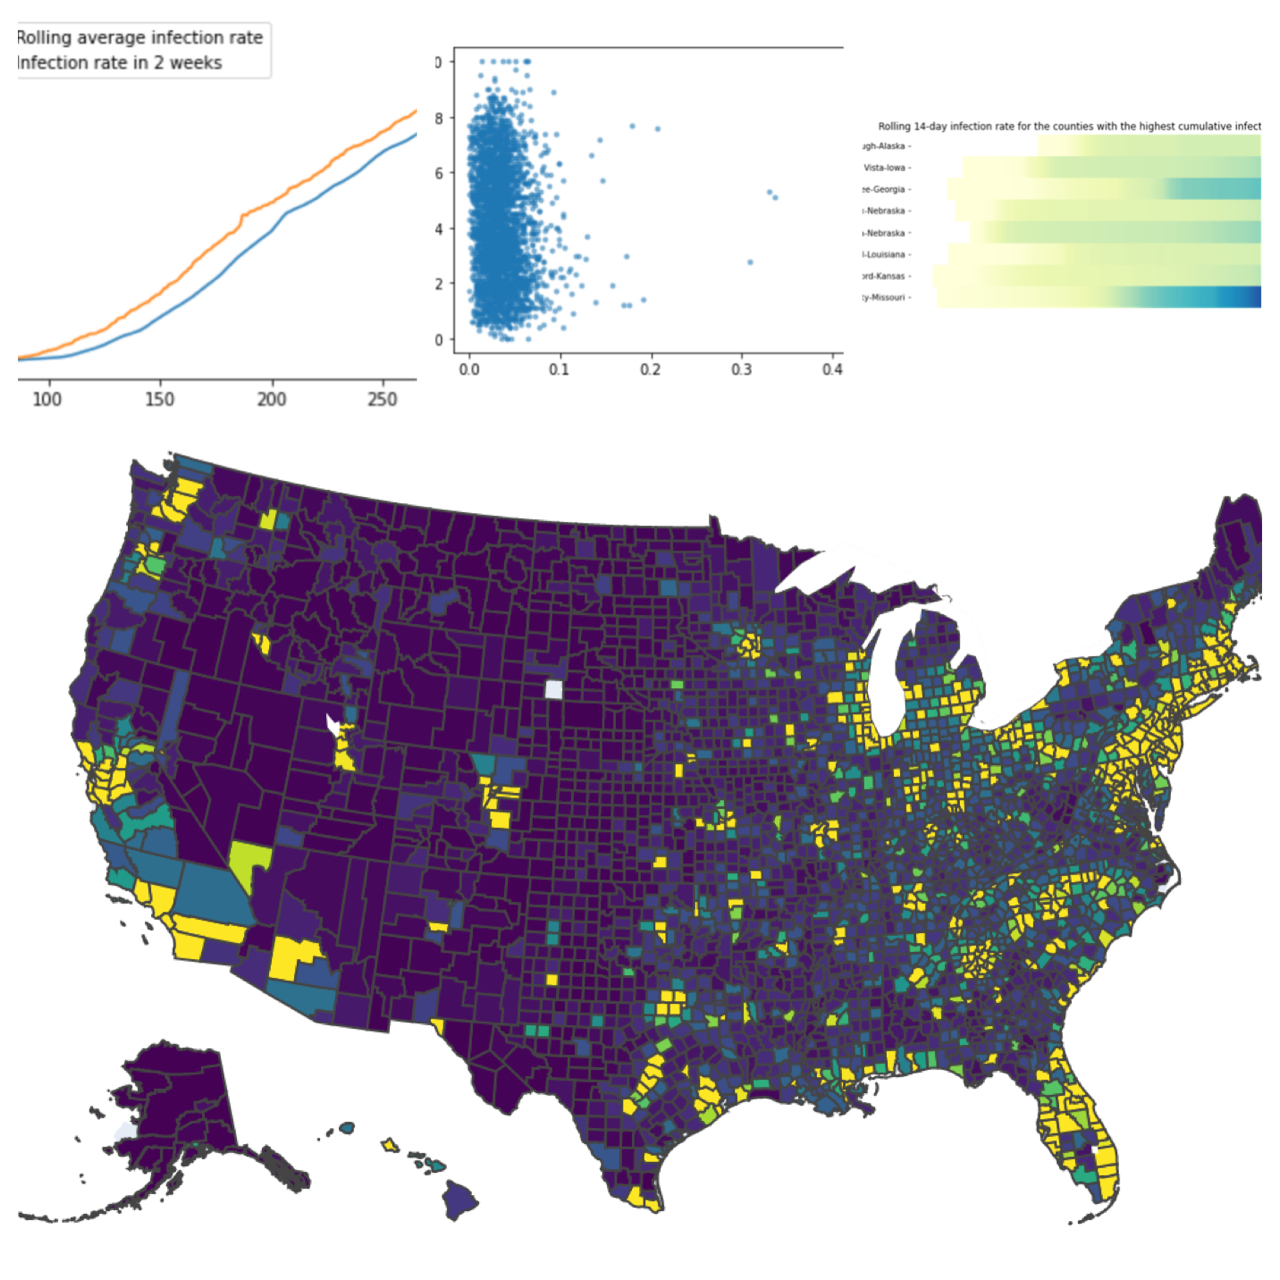 Rolling average infection rate
Infection rate in 2 weeks
100 150 200 250
0
8
6
4
2
0
0.0 0.1 0.2 0.3 0.4
Rolling 14-day infection rate for the counties with the highest cumulative infect
ugh-Alaska -
Vista-Iowa -
ee-Georgia -
-Nebraska -
-Nebraska -
l-Louisiana -
ord-Kansas -
ty-Missouri -